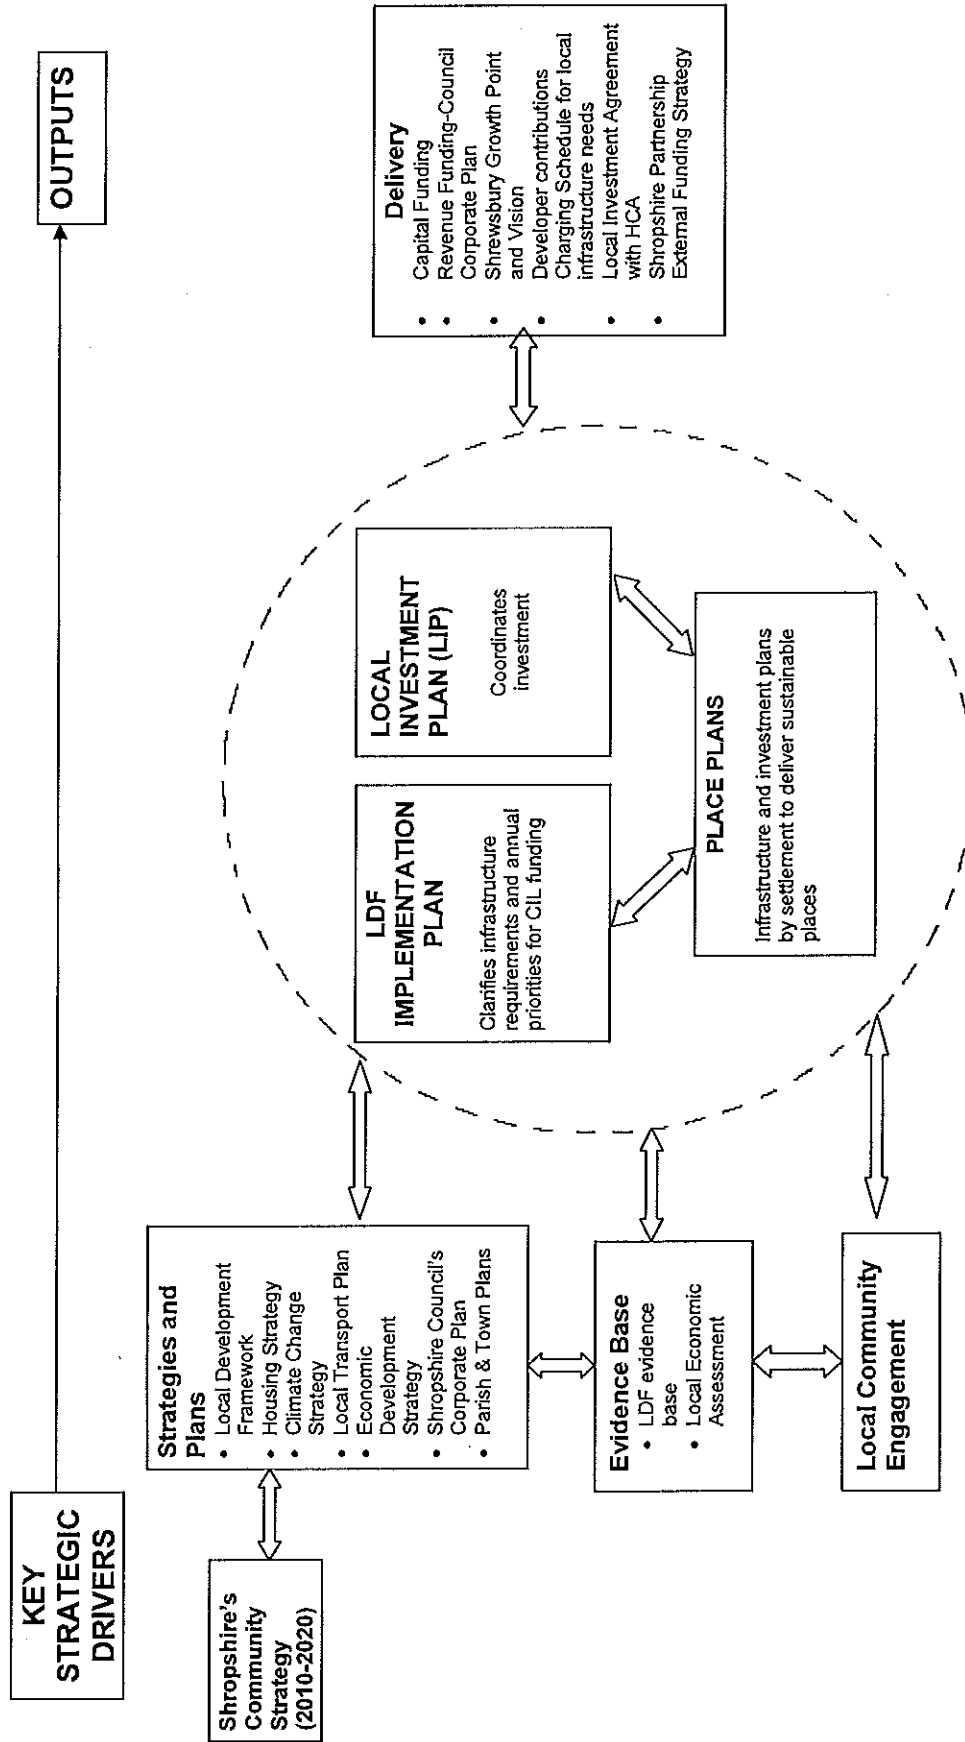 KEY
STRATEGIC
DRIVERS
OUTPUTS
Shropshire's
Community
Strategy
(2010-2020)
Strategies and
Plans
• Local Development
Framework
• Housing Strategy
• Climate Change
Strategy
• Local Transport Plan
• Economic
Development
Strategy
• Shropshire Council's
Corporate Plan
• Parish & Town Plans
Evidence Base
• LDF evidence
base
• Local Economic
Assessment
Local Community
Engagement
LDF
IMPLEMENTATION
PLAN
Clarifies infrastructure
requirements and annual
priorities for CIL funding
LOCAL
INVESTMENT
PLAN (LIP)
Coordinates
investment
PLACE PLANS
Infrastructure and investment plans
by settlement to deliver sustainable
places
Delivery
• Capital Funding
• Revenue Funding-Council
Corporate Plan
• Shrewsbury Growth Point
and Vision
• Developer contributions
Charging Schedule for local
infrastructure needs
• Local Investment Agreement
with HCA
• Shropshire Partnership
External Funding Strategy